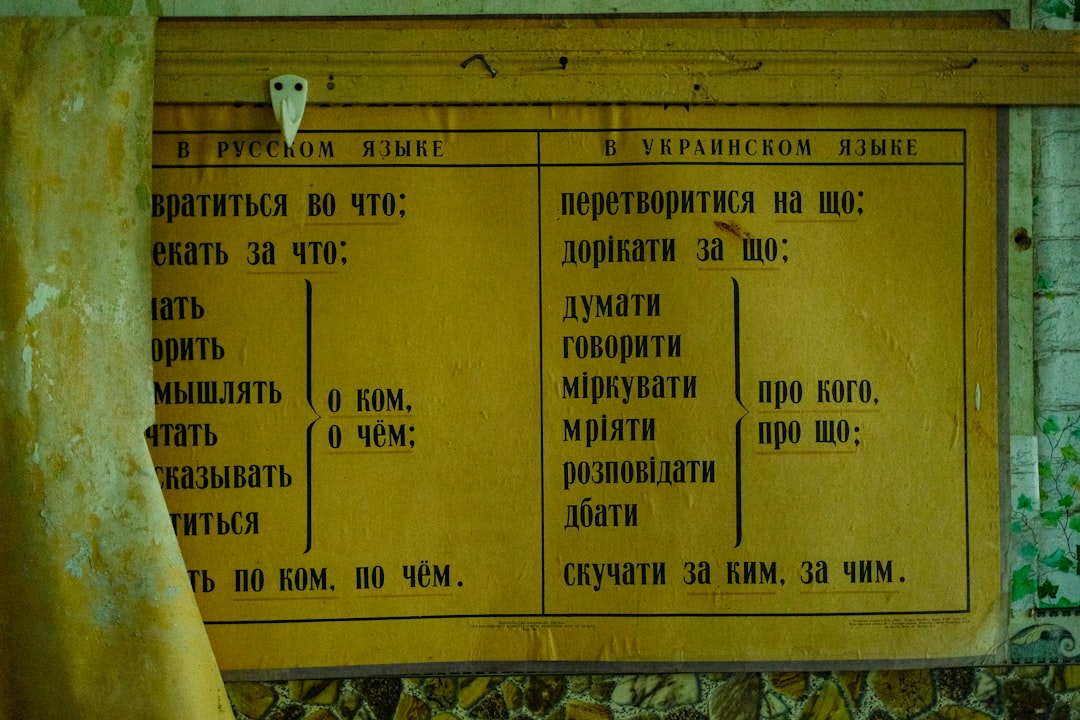 В РУССКОМ ЯЗЫКЕ
вратиться во что;
екать за что;
ать
орить
мышлять
тать
сказывать
титься
о ком,
о чём;
ть по ком, по чём.
В УКРАИНСКОМ ЯЗЫКЕ
перетворитися на що;
дорікати за що;
думати
говорити
міркувати
мріяти
розповідати
дбати
про кого,
про що;
скучати за ким, за чим.